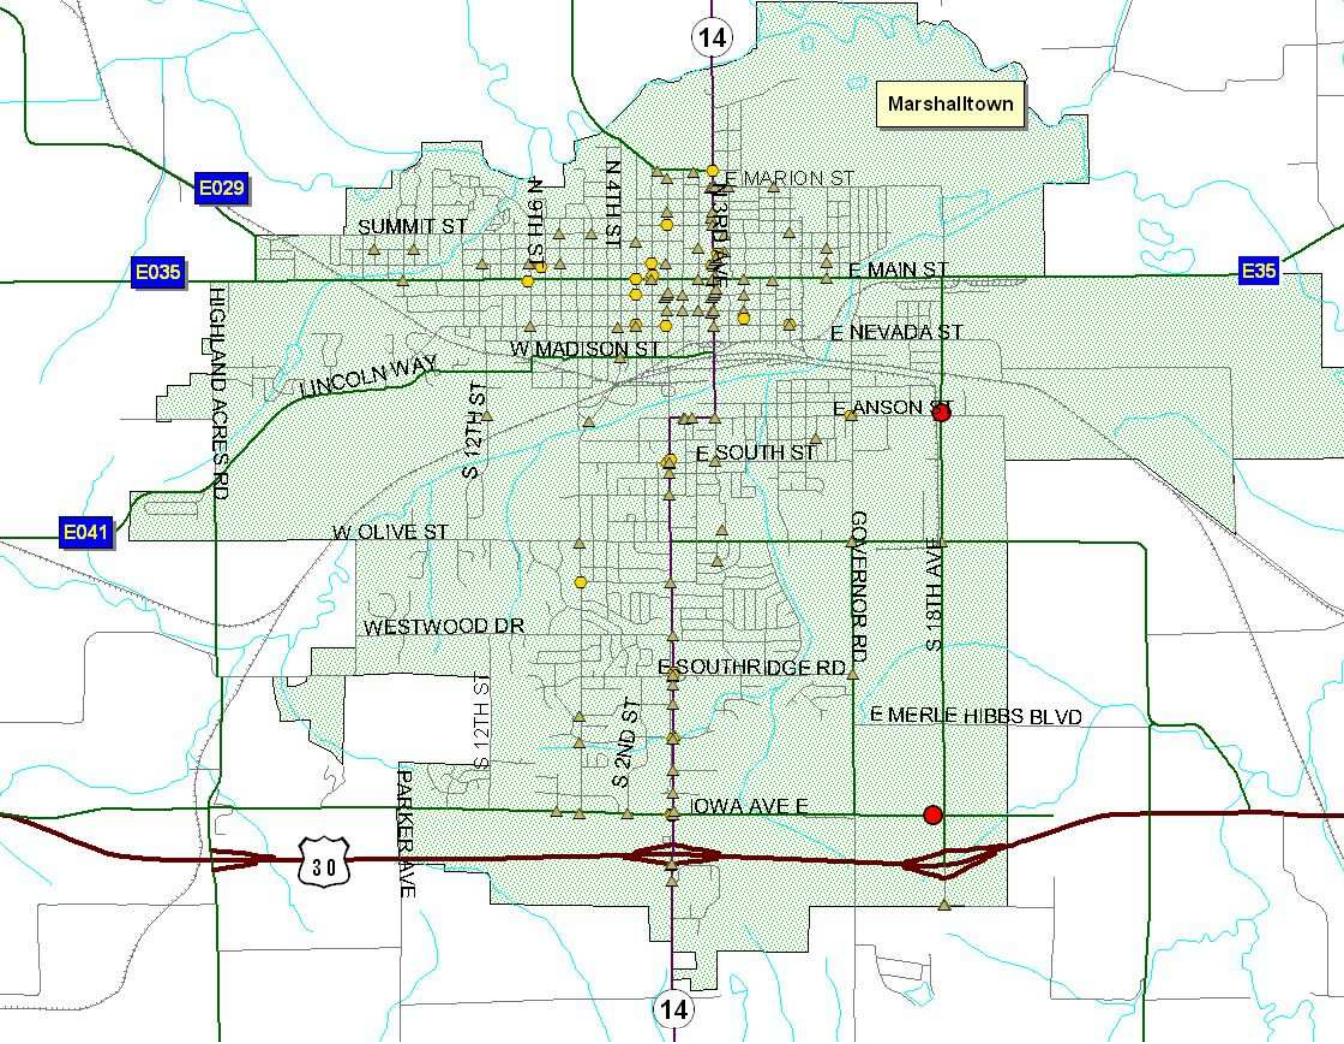 14
Marshalltown
E MARION ST
E029
N 4TH ST
N 9TH ST
N 3RD AVE
SUMMIT ST
E035
E MAIN ST
E35
E NEVADA ST
W MADISON ST
HIGHLAND ACRES RD
LINCOLN WAY
S 12TH ST
E ANSON ST
E SOUTH ST
E041
W OLIVE ST
GOVERNOR RD
S 18TH AVE
WESTWOOD DR
E SOUTHRIDGE RD
S 12TH ST
S 2ND ST
E MERLE HIBBS BLVD
PARKER AVE
IOWA AVE E
30
14